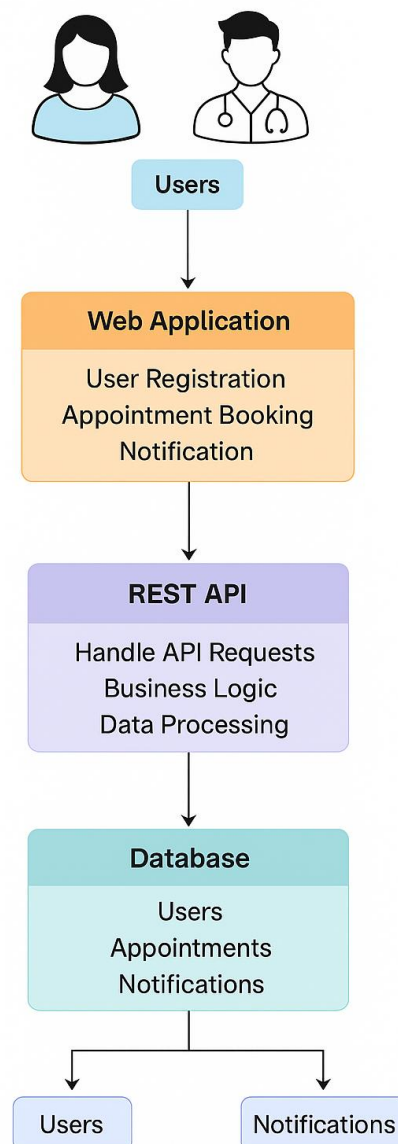 Users
Web Application
User Registration
Appointment Booking
Notification
REST API
Handle API Requests
Business Logic
Data Processing
Database
Users
Appointments
Notifications
Users
Notifications